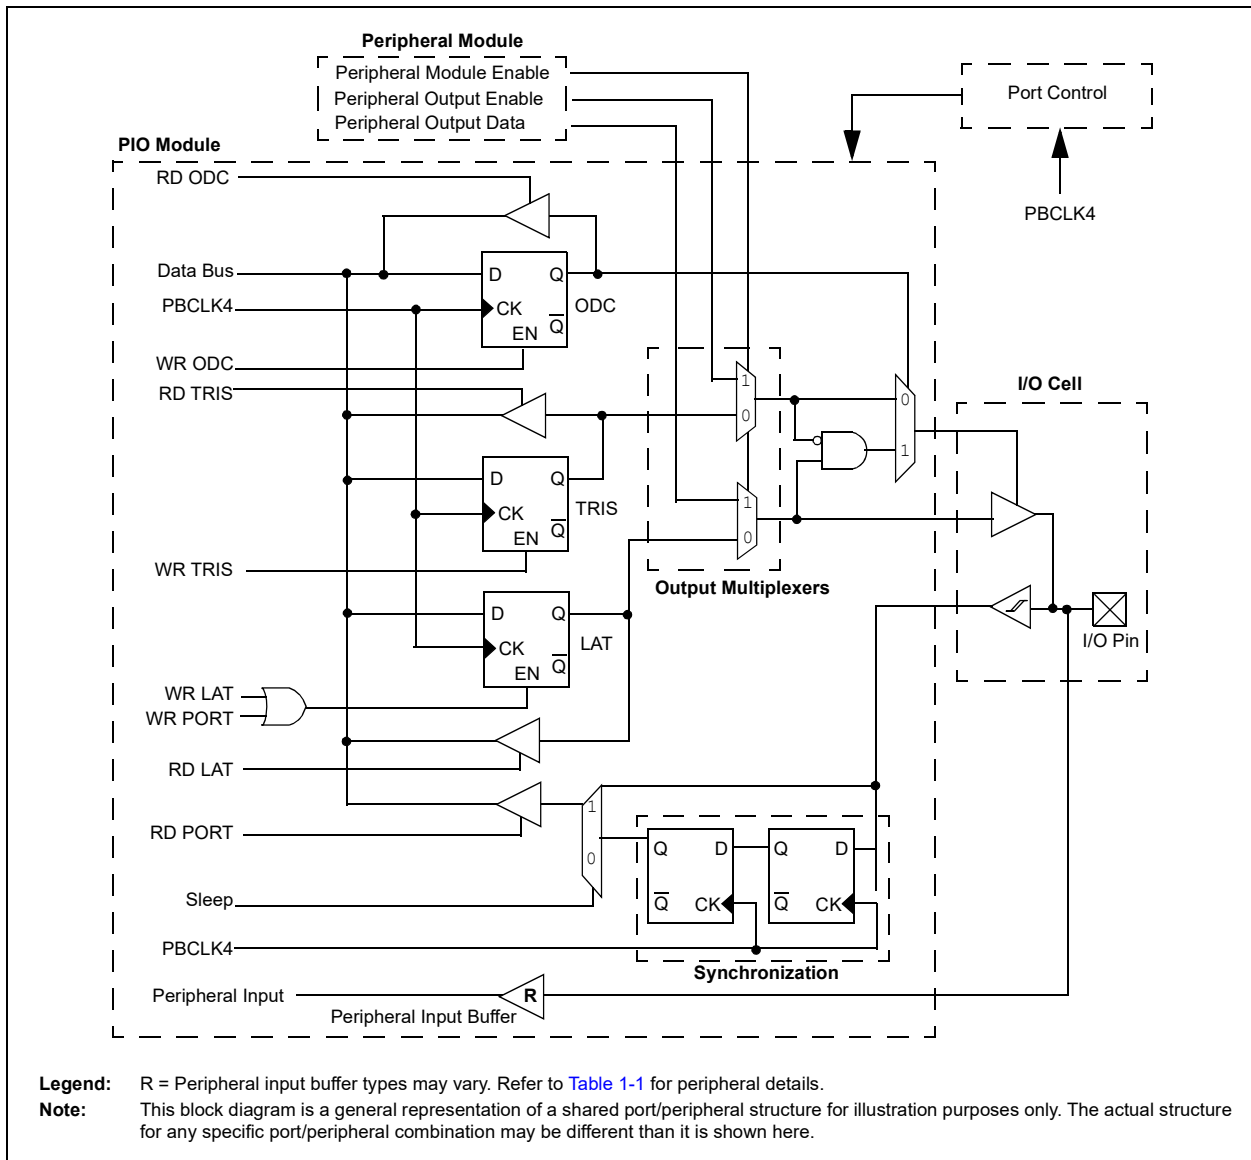 Peripheral Module
Peripheral Module Enable
Peripheral Output Enable
Peripheral Output Data
Port Control
PBCLK4
PIO Module
RD ODC
Data Bus
D
Q
PBCLK4
CK
ODC
EN
Q
WR ODC
RD TRIS
1
0
0
1
I/O Cell
D
Q
TRIS
CK
Q
EN
1
0
WR TRIS
Output Multiplexers
D
Q
LAT
CK
Q
EN
I/O Pin
WR LAT
WR PORT
RD LAT
1
RD PORT
0
Q
D
Q
D
Sleep
Q
CK
Q
CK
PBCLK4
Synchronization
Peripheral Input
R
Peripheral Input Buffer
Legend: R = Peripheral input buffer types may vary. Refer to Table 1-1 for peripheral details.
Note: This block diagram is a general representation of a shared port/peripheral structure for illustration purposes only. The actual structure
for any specific port/peripheral combination may be different than it is shown here.